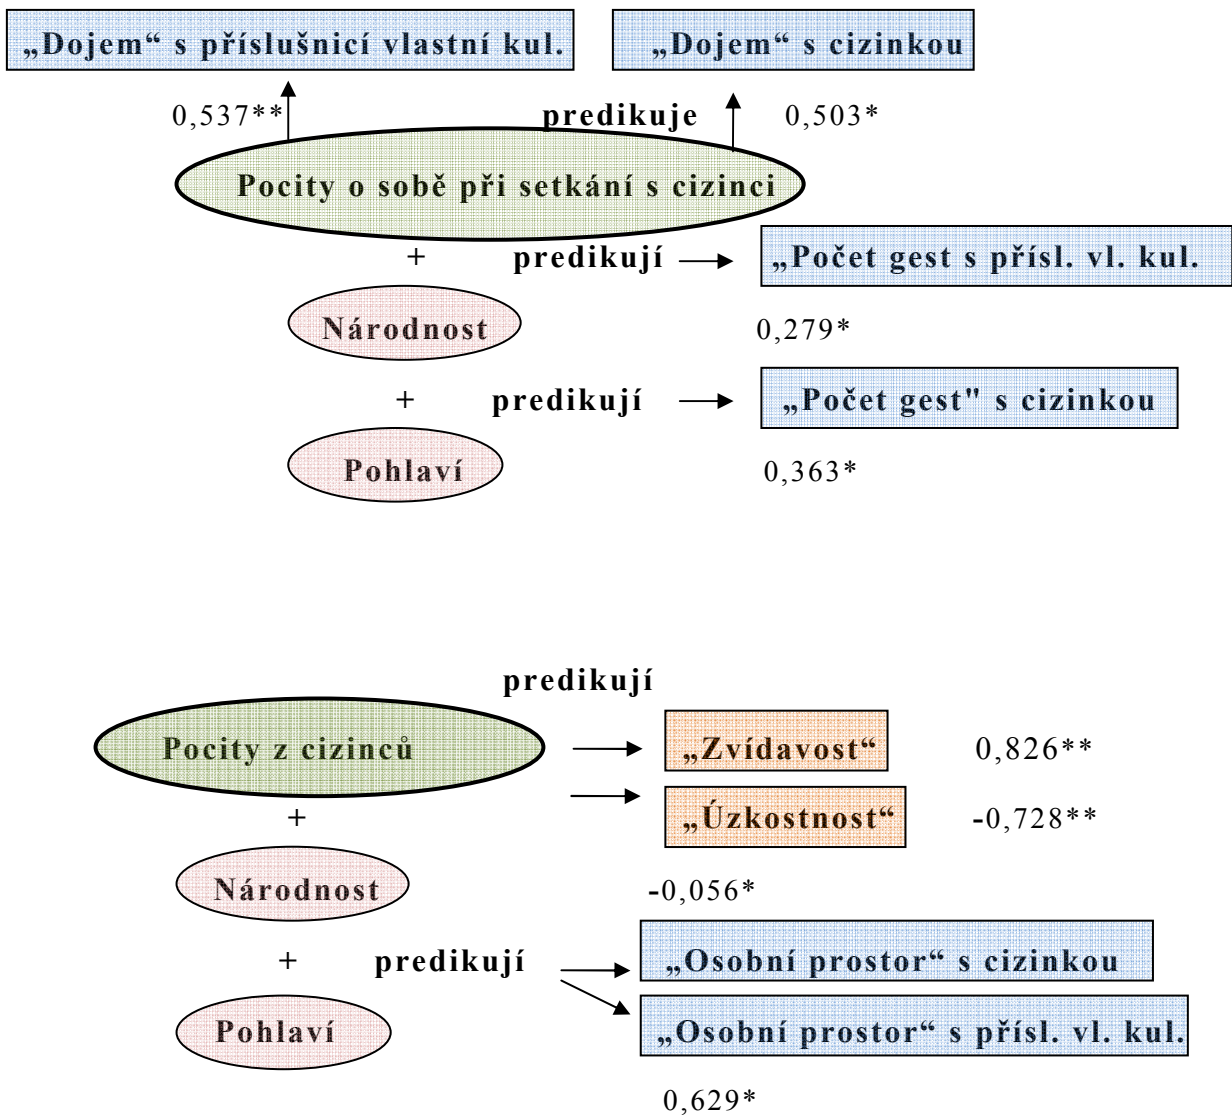 „Dojem“ s příslušnicí vlastní kul.
„Dojem“ s cizinkou
0,537**
predikuje
0,503*
Pocity o sobě při setkání s cizinci
+
predikují
„Počet gest s přísl. vl. kul.
Národnost
0,279*
+
predikují
„Počet gest" s cizinkou
Pohlaví
0,363*
predikují
Pocity z cizinců
„Zvídavost“
0,826**
+
„Úzkostnost“
-0,728**
Národnost
-0,056*
+
predikují
„Osobní prostor“ s cizinkou
Pohlaví
„Osobní prostor“ s přísl. vl. kul.
0,629*